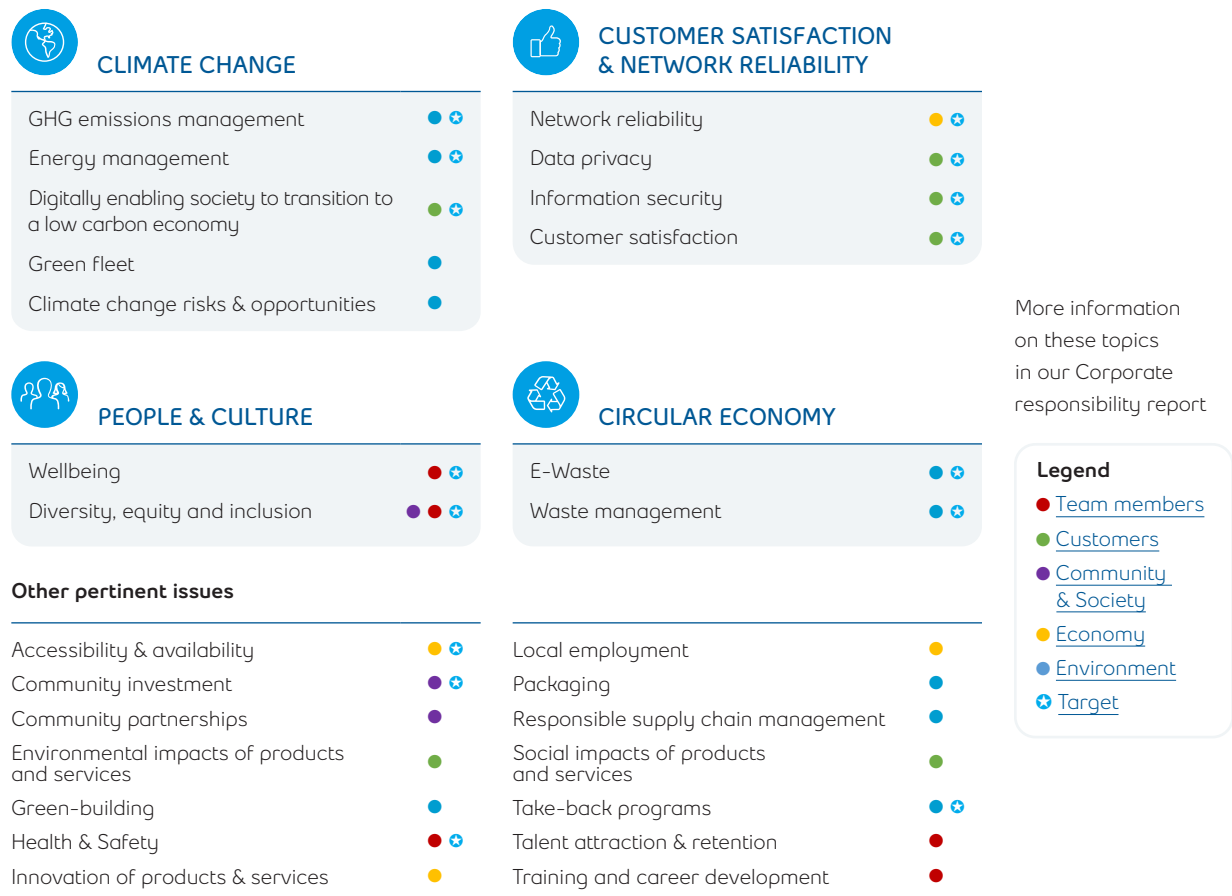 CLIMATE CHANGE
GHG emissions management
Energy management
Digitally enabling society to transition to
a low carbon economy
Green fleet
Climate change risks & opportunities
CUSTOMER SATISFACTION
& NETWORK RELIABILITY
Network reliability
Data privacy
Information security
Customer satisfaction
PEOPLE & CULTURE
Wellbeing
Diversity, equity and inclusion
CIRCULAR ECONOMY
E-Waste
Waste management
Other pertinent issues
Accessibility & availability
Community investment
Community partnerships
Environmental impacts of products
and services
Green-building
Health & Safety
Innovation of products & services
Local employment
Packaging
Responsible supply chain management
Social impacts of products
and services
Take-back programs
Talent attraction & retention
Training and career development
More information
on these topics
in our Corporate
responsibility report
Legend
Team members
Customers
Community
& Society
Economy
Environment
Target